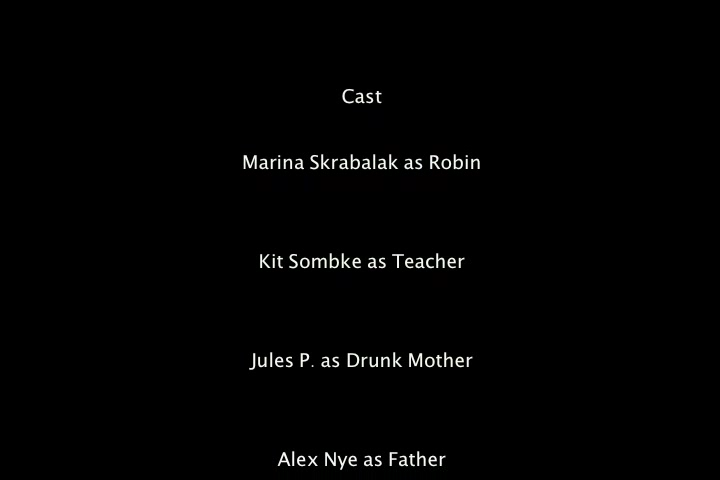 Cast
Marina Skrabalak as Robin
Kit Sombke as Teacher
Jules P. as Drunk Mother
Alex Nye as Father